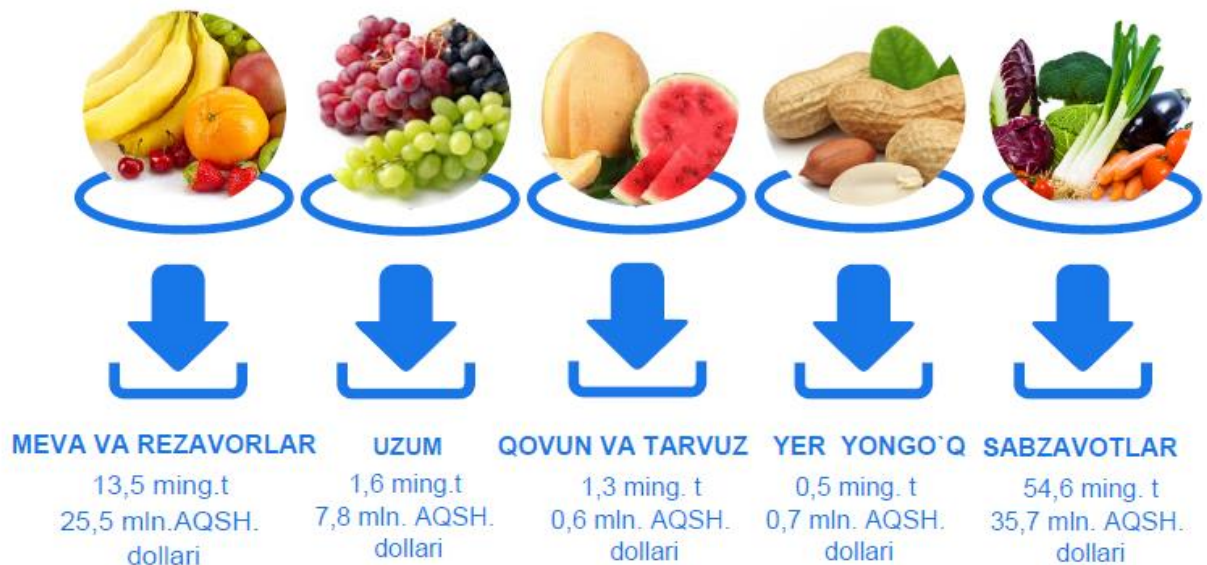 MEVA VA REZAVORLAR
13,5 ming.t
25,5 mln.AQSH.
dollari
UZUM
1,6 ming.t
7,8 mln. AQSH.
dollari
QOVUN VA TARVUZ
1,3 ming. t
0,6 mln. AQSH.
dollari
YER YONGO`Q
0,5 ming. t
0,7 mln. AQSH.
dollari
SABZAVOTLAR
54,6 ming. t
35,7 mln. AQSH.
dollari